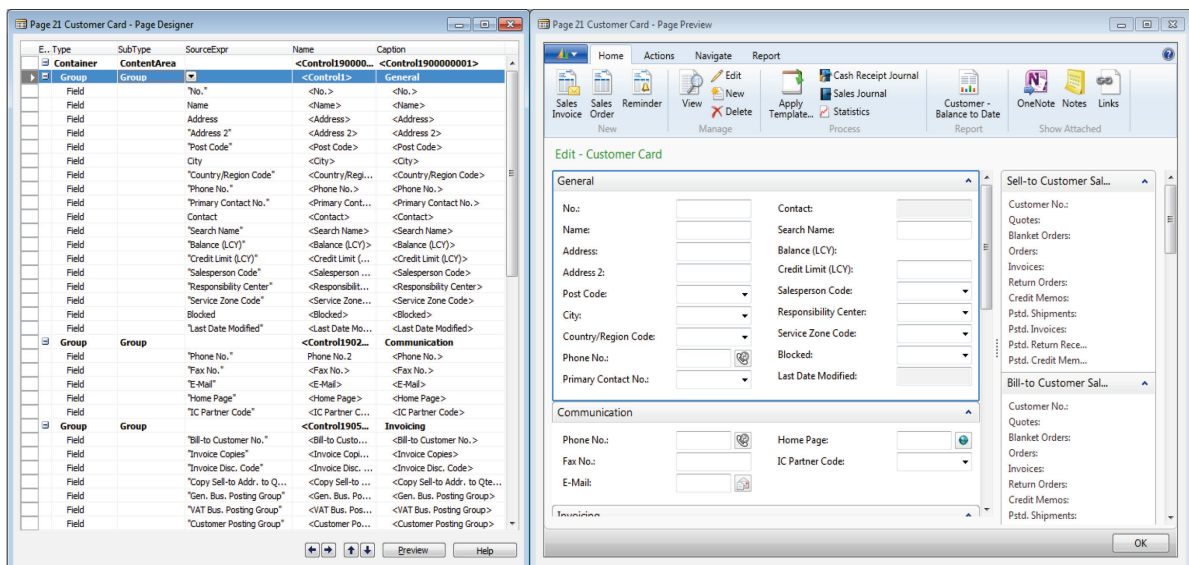 Page 21 Customer Card - Page Designer
E.. Type SubType SourceExpr Name Caption
Container ContentArea <Control190000... <Control1900000001>
Group Group <Control1> General
Field "No." <No.> <No.>
Field Name <Name> <Name>
Field Address <Address> <Address>
Field "Address 2" <Address 2> <Address 2>
Field "Post Code" <Post Code> <Post Code>
Field City <City> <City>
Field "Country/Region Code" <Country/Regi... <Country/Region Code>
Field "Phone No." <Phone No.> <Phone No.>
Field "Primary Contact No." <Primary Cont... <Primary Contact No.>
Field Contact <Contact> <Contact>
Field "Search Name" <Search Name> <Search Name>
Field "Balance (LCY)" <Balance (LCY)> <Balance (LCY)>
Field "Credit Limit (LCY)" <Credit Limit (... <Credit Limit (LCY)>
Field "Salesperson Code" <Salesperson ... <Salesperson Code>
Field "Responsibility Center" <Responsibilit... <Responsibility Center>
Field "Service Zone Code" <Service Zone... <Service Zone Code>
Field Blocked <Blocked> <Blocked>
Field "Last Date Modified" <Last Date Mo... <Last Date Modified>
Group Group <Control1902... Communication
Field "Phone No." Phone No.2 <Phone No.>
Field "Fax No." <Fax No.> <Fax No.>
Field "E-Mail" <E-Mail> <E-Mail>
Field "Home Page" <Home Page> <Home Page>
Field "IC Partner Code" <IC Partner C... <IC Partner Code>
Group Group <Control1905... Invoicing
Field "Bill-to Customer No." <Bill-to Custo... <Bill-to Customer No.>
Field "Invoice Copies" <Invoice Copi... <Invoice Copies>
Field "Invoice Disc. Code" <Invoice Disc. ... <Invoice Disc. Code>
Field "Copy Sell-to Addr. to Q... <Copy Sell-to ... <Copy Sell-to Addr. to Qte...
Field "Gen. Bus. Posting Group" <Gen. Bus. Po... <Gen. Bus. Posting Group>
Field "VAT Bus. Posting Group" <VAT Bus. Pos... <VAT Bus. Posting Group>
Field "Customer Posting Group" <Customer Po... <Customer Posting Group>
Preview Help
Page 21 Customer Card - Page Preview
Home Actions Navigate Report
Sales Invoice Sales Order Reminder
New
View Edit New Delete
Manage
Apply Template... Cash Receipt Journal Sales Journal Statistics
Process
Customer - Balance to Date
Report
OneNote Notes Links
Show Attached
Edit - Customer Card
General
No.: Contact:
Name: Search Name:
Address: Balance (LCY):
Address 2: Credit Limit (LCY):
Post Code: Salesperson Code:
City: Responsibility Center:
Country/Region Code: Service Zone Code:
Phone No.: Blocked:
Primary Contact No.: Last Date Modified:
Communication
Phone No.: Home Page:
Fax No.: IC Partner Code:
E-Mail:
Invoicing
Sell-to Customer Sal...
Customer No.:
Quotes:
Blanket Orders:
Orders:
Invoices:
Return Orders:
Credit Memos:
Pstd. Shipments:
Pstd. Invoices:
Pstd. Return Rece...
Pstd. Credit Mem...
Bill-to Customer Sal...
Customer No.:
Quotes:
Blanket Orders:
Orders:
Invoices:
Return Orders:
Credit Memos:
Pstd. Shipments:
OK